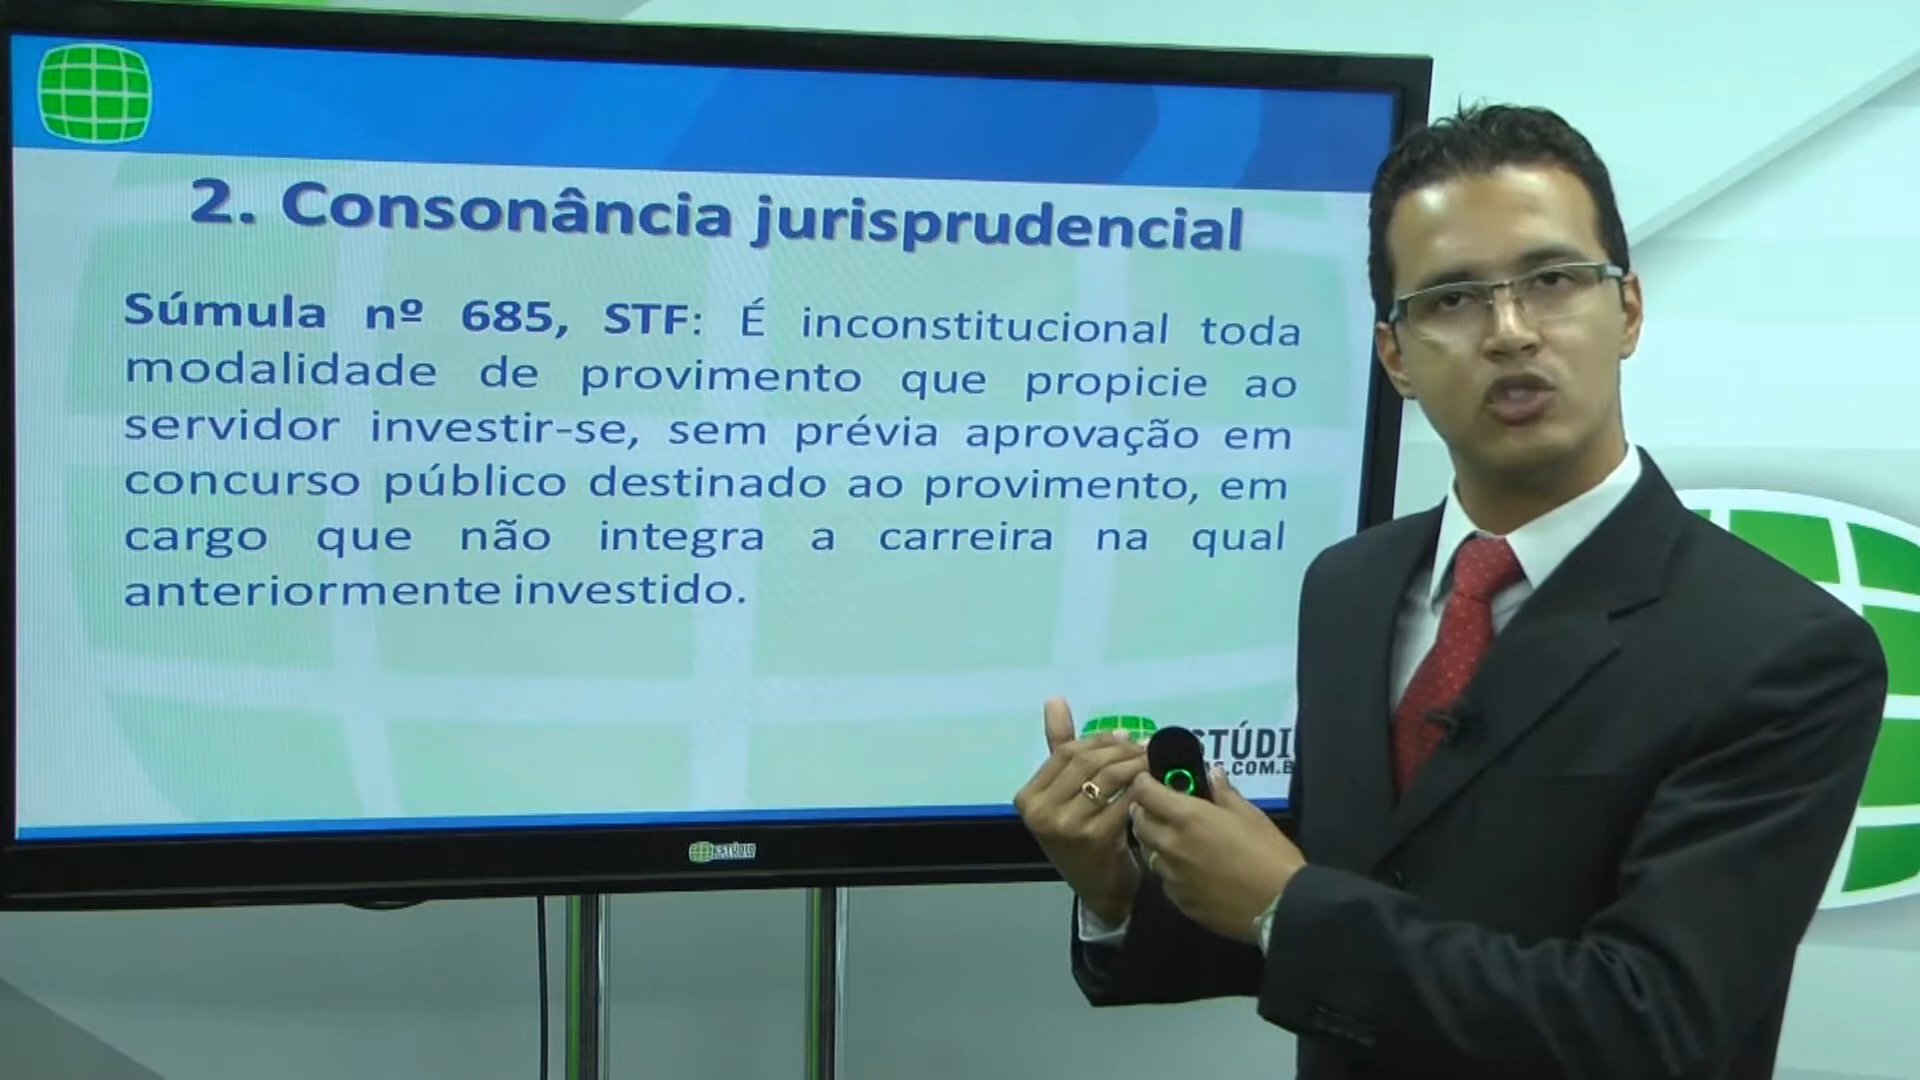 2. Consonância jurisprudencial
Súmula nº 685, STF: É inconstitucional toda
modalidade de provimento que propicie ao
servidor investir-se, sem prévia aprovação em
concurso público destinado ao provimento, em
cargo que não integra a carreira na qual
anteriormente investido.
ESTÚDIO